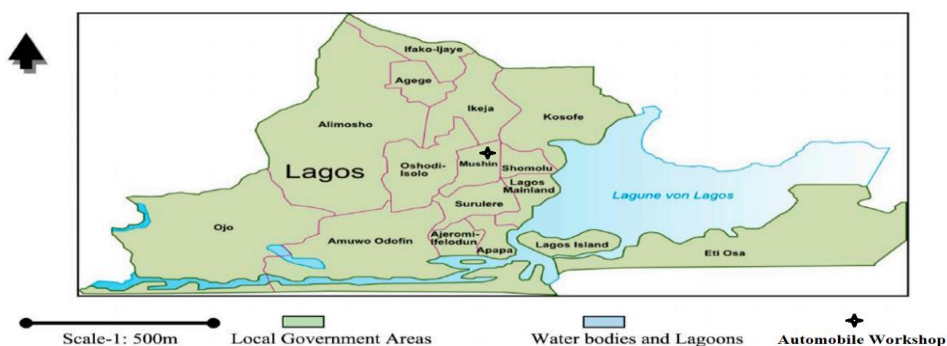 Ifako-Ijaye
Agege
Ikeja
Kosofe
Alimosho
Lagos
Oshodi-
Isolo
Mushin
Shomolu
Lagos
Mainland
Lagune von Lagos
Surulere
Ojo
Amuwo Odofin
Ajeromi-
Ifelodun
Apapa
Lagos Island
Eti Osa
Scale-1: 500m
Local Government Areas
Water bodies and Lagoons
Automobile Workshop